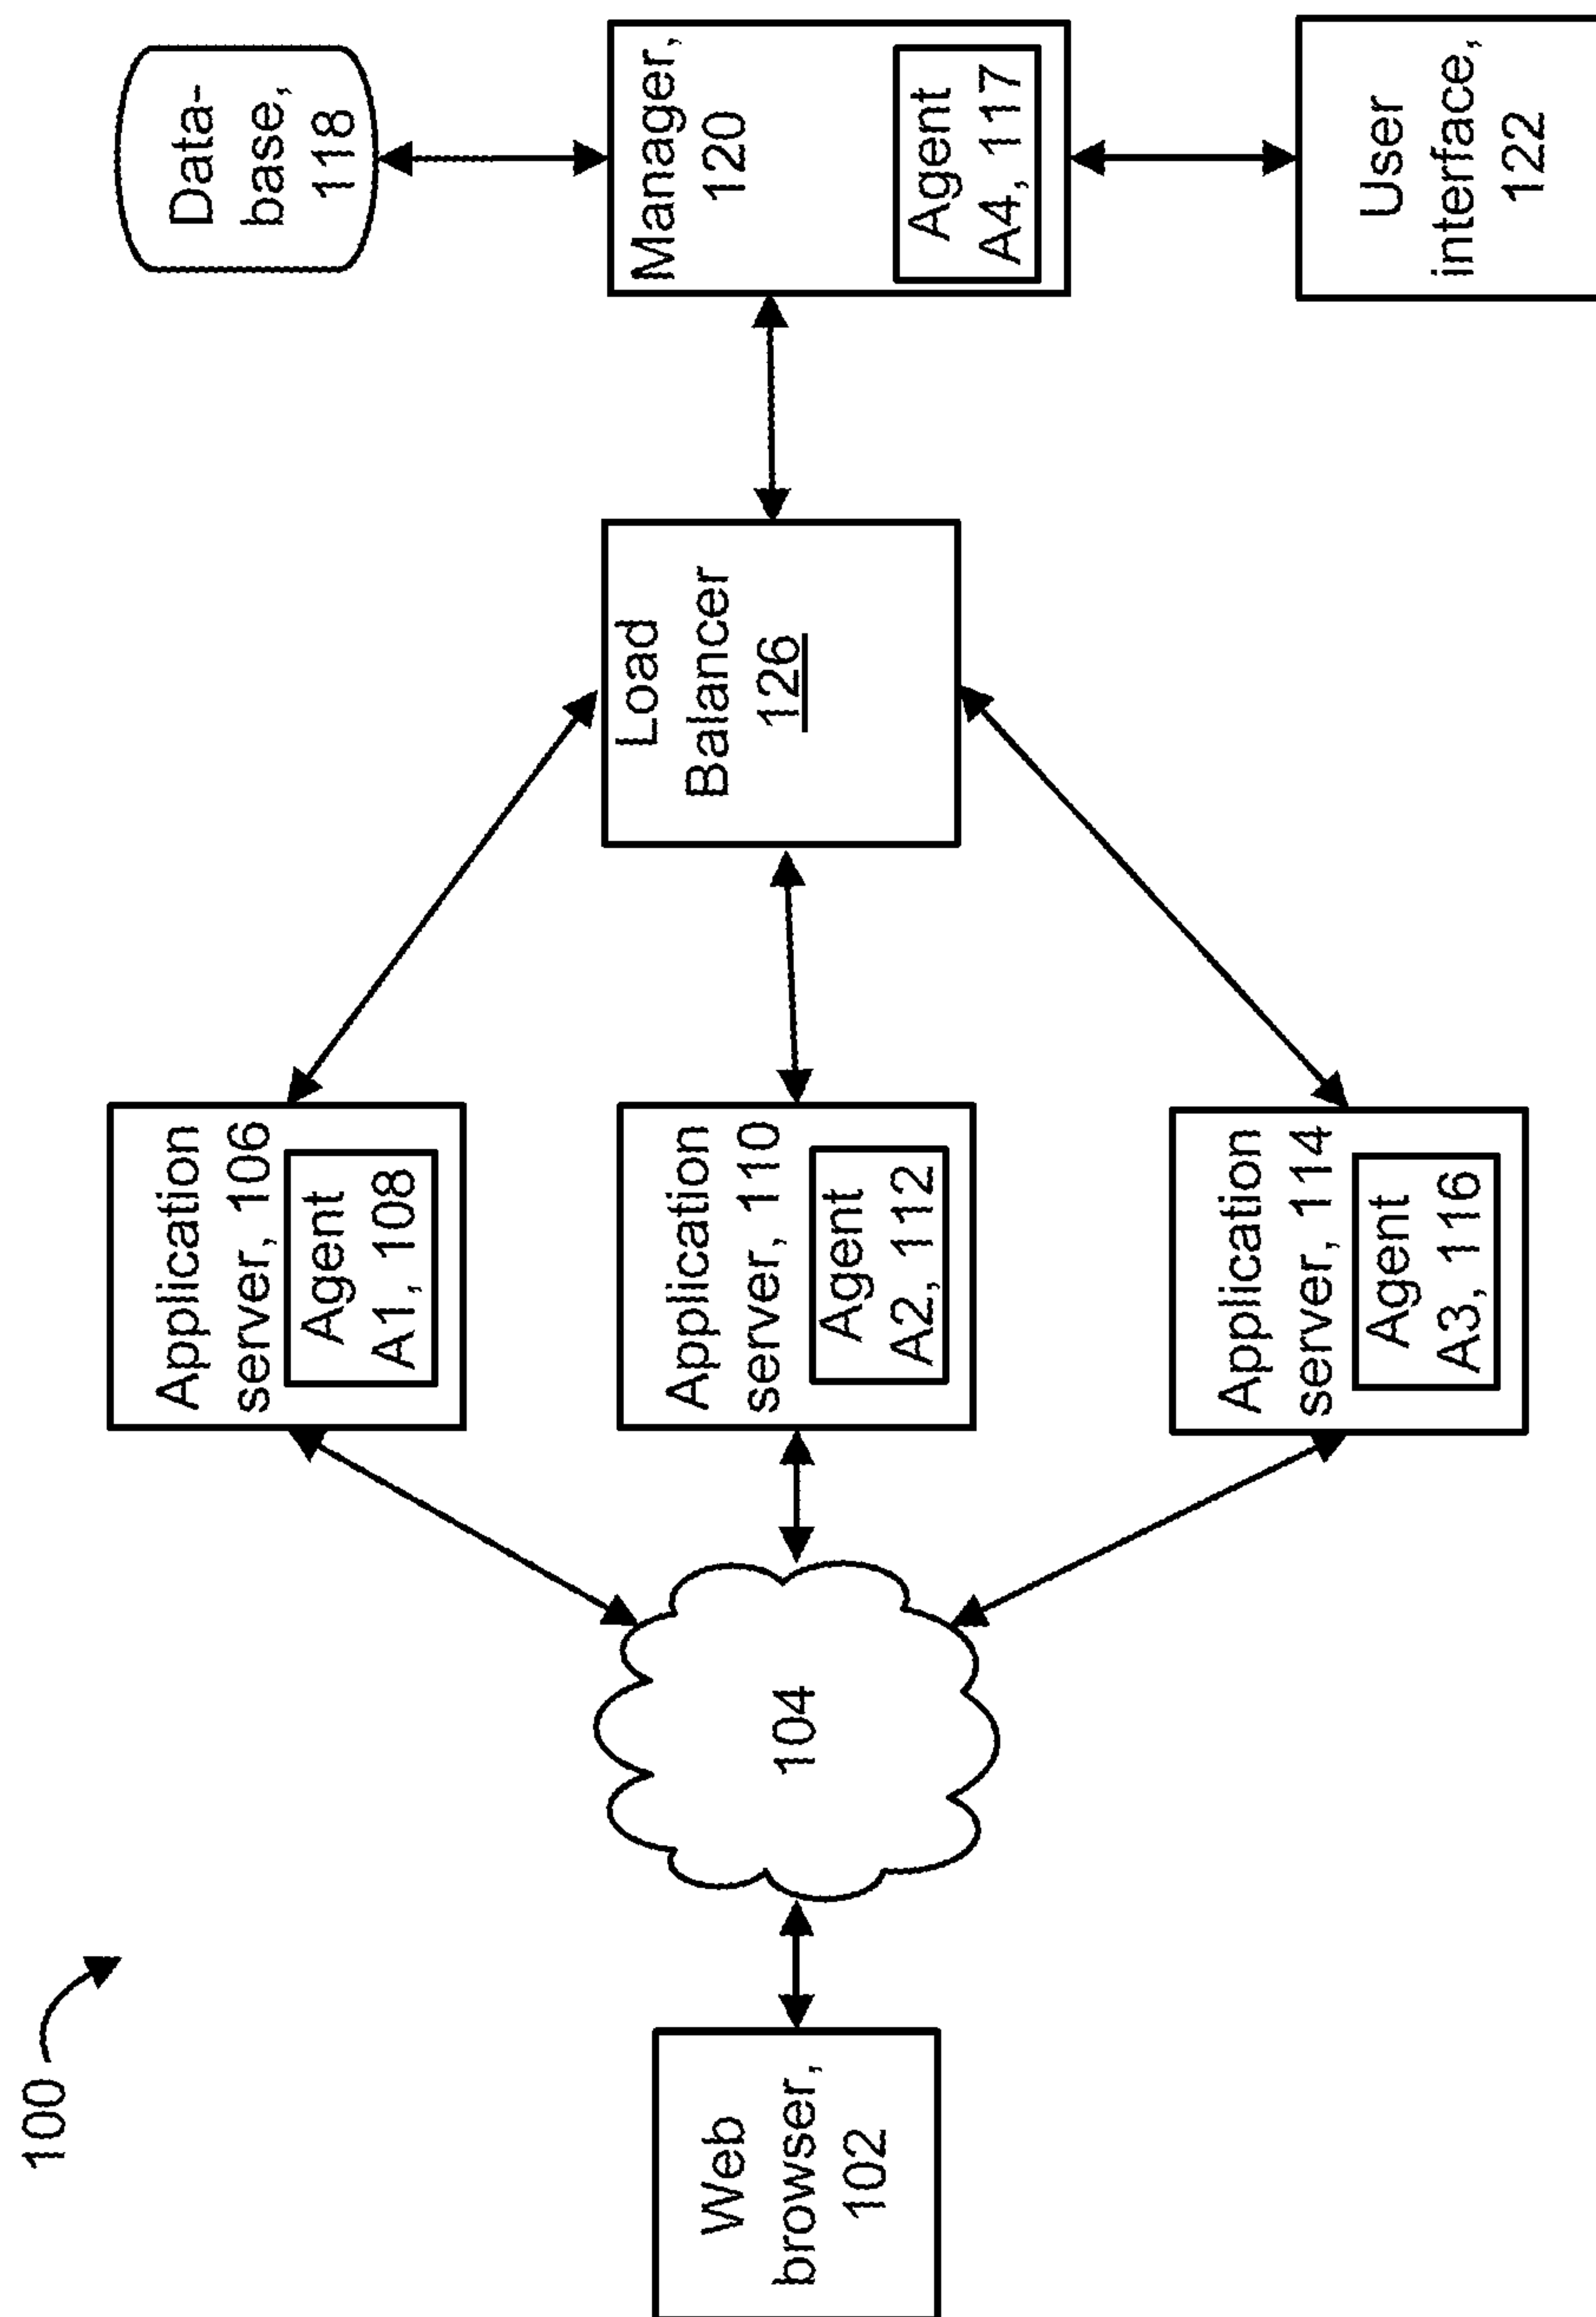 100
Web
browser,
102
104
Application
server, 106
Agent
A1, 108
Application
server, 110
Agent
A2, 112
Application
server, 114
Agent
A3, 116
Load
Balancer
126
Data-
base,
118
Manager,
120
Agent
A4, 117
User
interface,
122